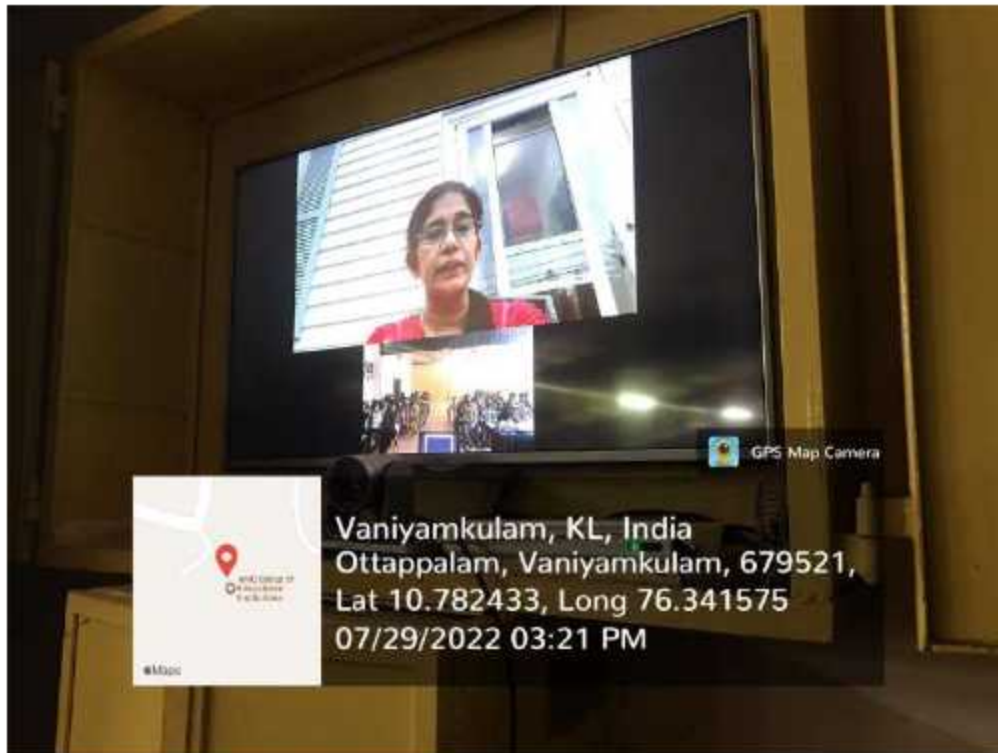 GPS Map Camera
Vaniyamkulam, KL, India
Ottappalam, Vaniyamkulam, 679521,
Lat 10.782433, Long 76.341575
07/29/2022 03:21 PM
Maps